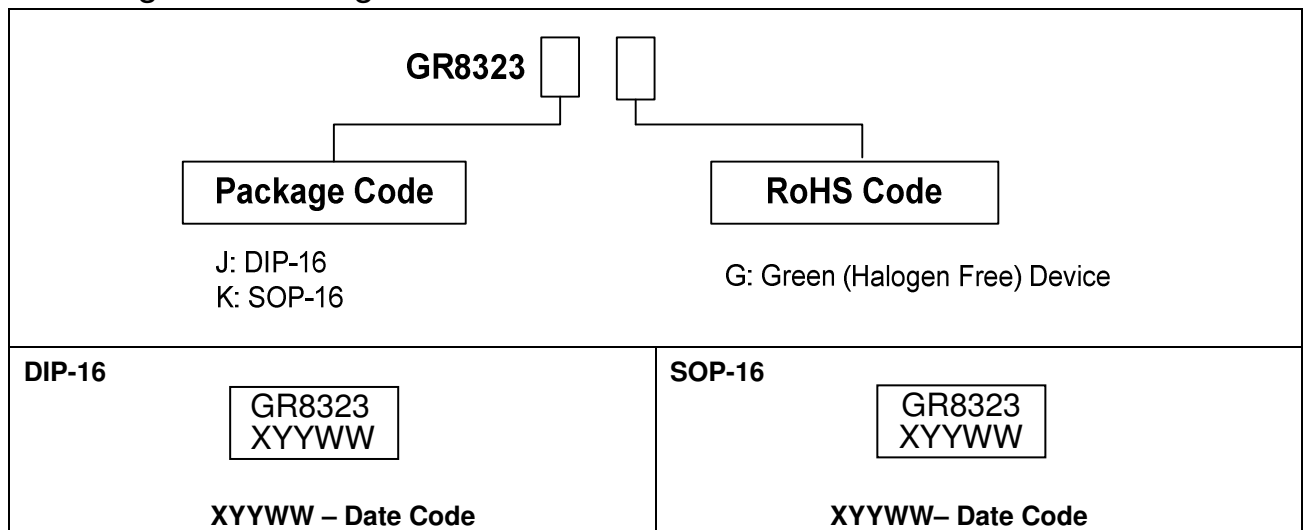 GR8323
Package Code
RoHS Code
J: DIP-16
K: SOP-16
G: Green (Halogen Free) Device
DIP-16
GR8323
XYYWW
XYYWW – Date Code
SOP-16
GR8323
XYYWW
XYYWW– Date Code